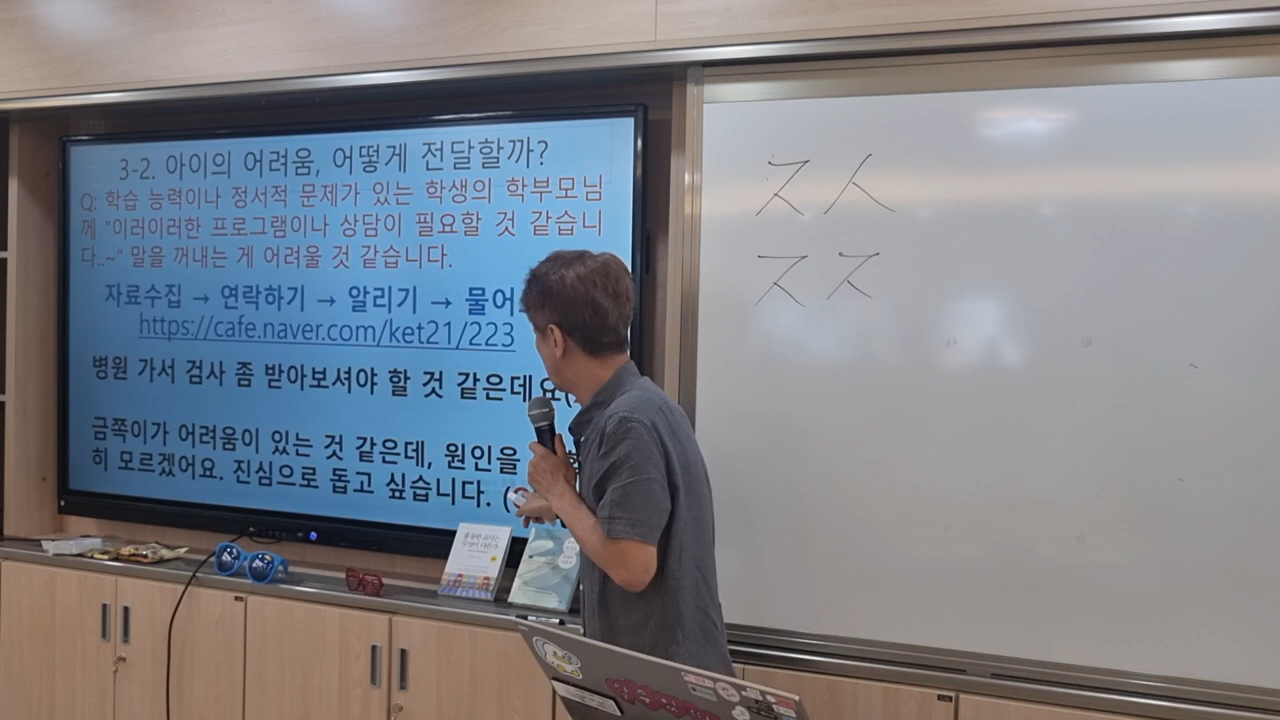 3-2. 아이의 어려움, 어떻게 전달할까?
Q: 학습 능력이나 정서적 문제가 있는 학생의 학부모님
께 "이러이러한 프로그램이나 상담이 필요할 것 같습니
다..~" 말을 꺼내는 게 어려울 것 같습니다.
자료수집 → 연락하기 → 알리기 → 물어
https://cafe.naver.com/ket21/223
병원 가서 검사 좀 받아보셔야 할 것 같은데요(
금쪽이가 어려움이 있는 것 같은데, 원인을
히 모르겠어요. 진심으로 돕고 싶습니다. (
ㅈㅅ
ㅈㅈ